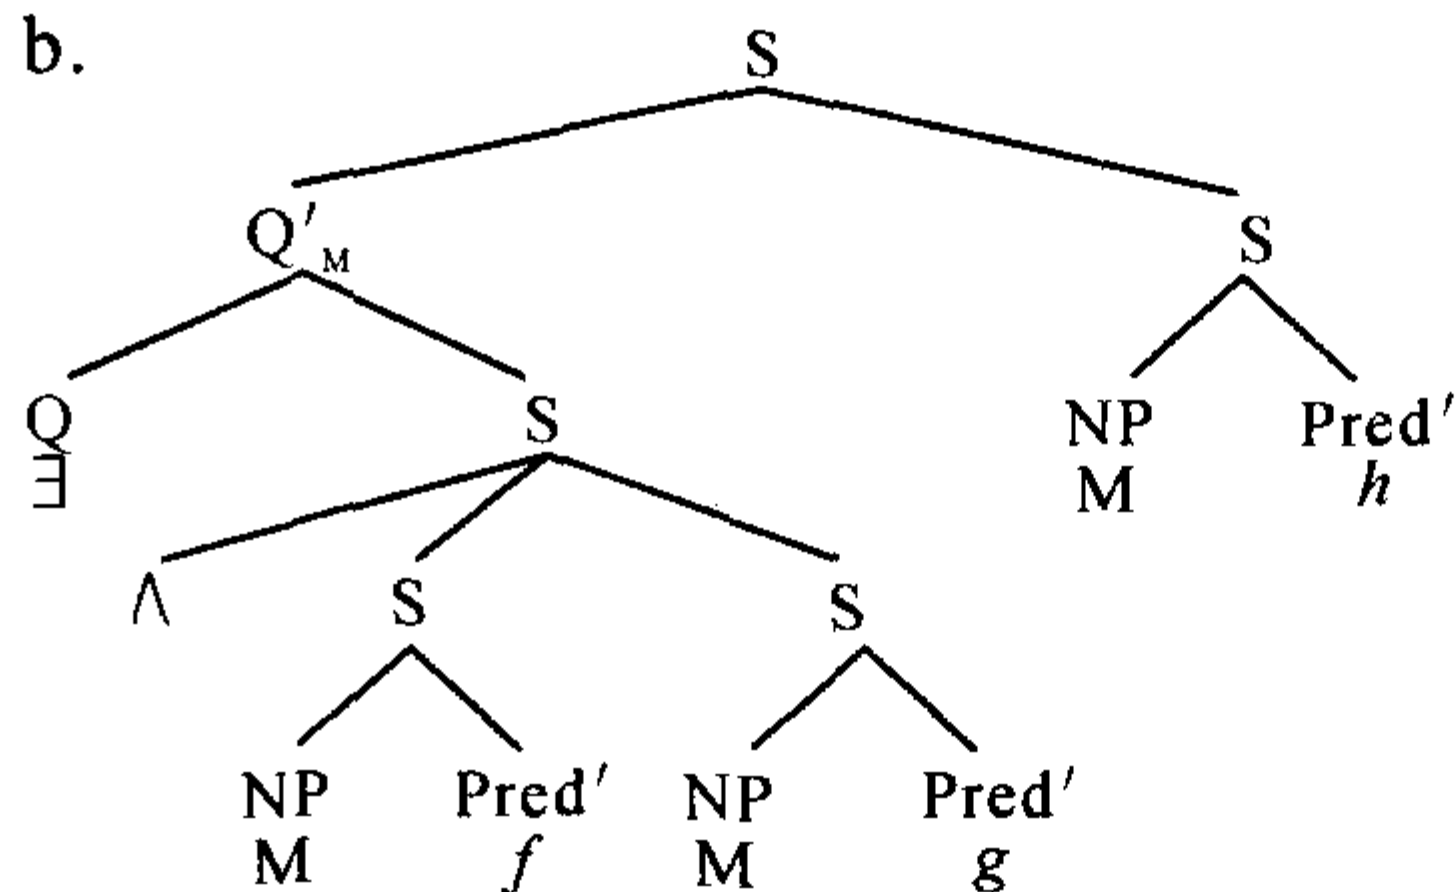 b.
S
Q′M S
Q S NP Pred′
∃ M h
∧ S S
NP Pred′ NP Pred′
M f M g